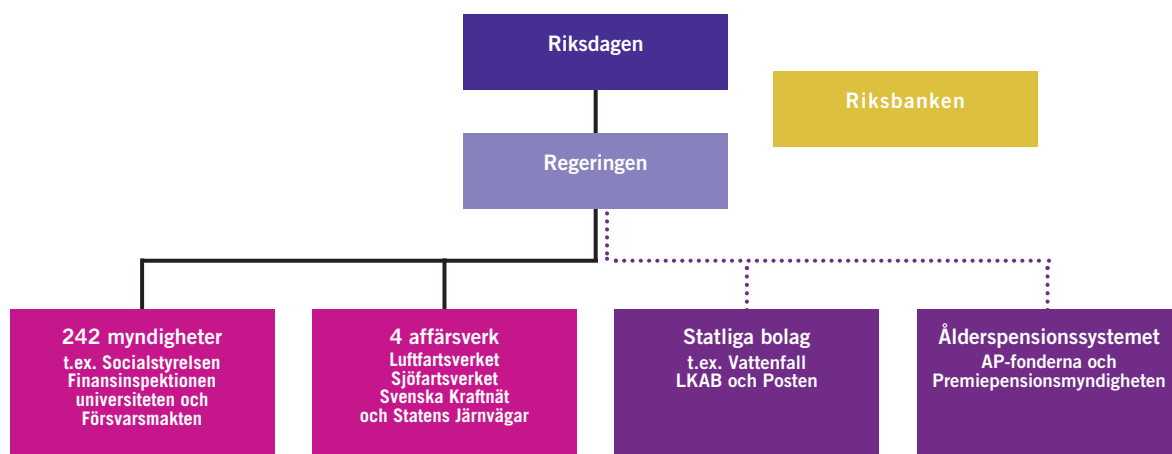 Riksdagen
Riksbanken
Regeringen
242 myndigheter
t.ex. Socialstyrelsen
Finansinspektionen
universiteten och
Försvarsmakten
4 affärsverk
Luftfartsverket
Sjöfartsverket
Svenska Kraftnät
och Statens Järnvägar
Statliga bolag
t.ex. Vattenfall
LKAB och Posten
Ålderspensionssystemet
AP-fonderna och
Premiepensionsmyndigheten